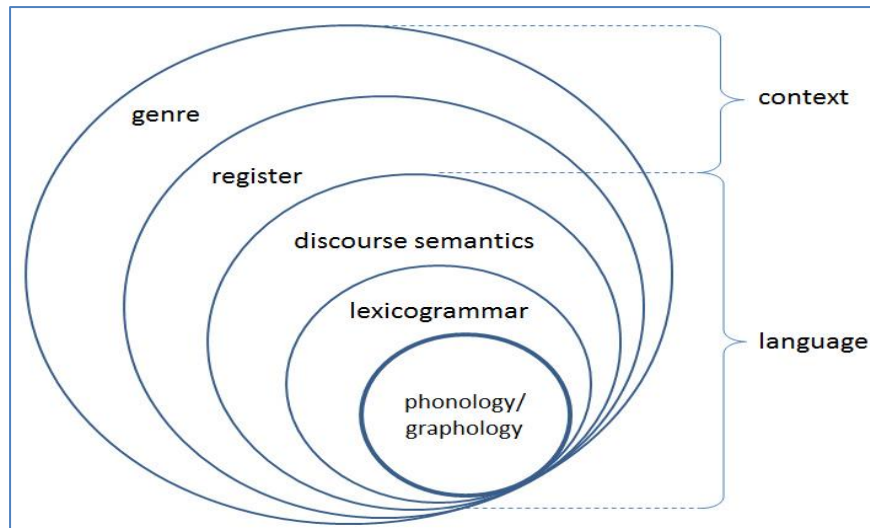 context
genre
register
discourse semantics
lexicogrammar
language
phonology/
graphology